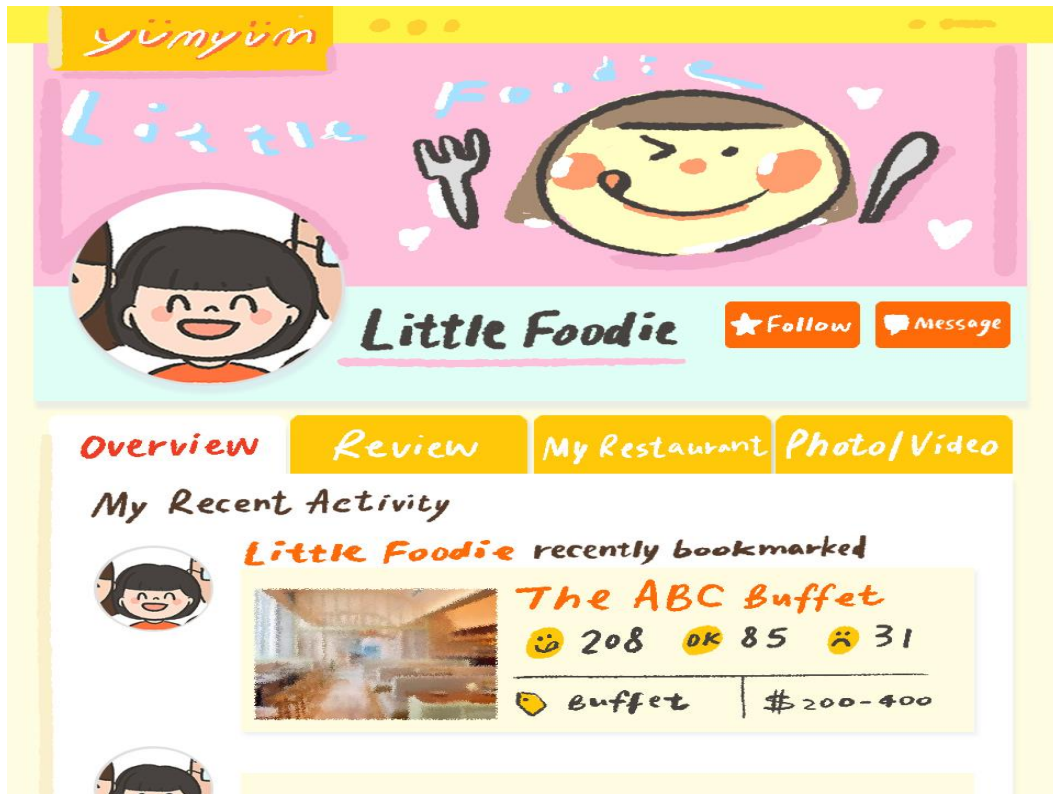 yümyüm
Little Foodie
Little Foodie
Follow
Message
Overview
Review
My Restaurant
Photo/Video
My Recent Activity
Little Foodie recently bookmarked
The ABC Buffet
208 OK 85 31
Buffet $200-400